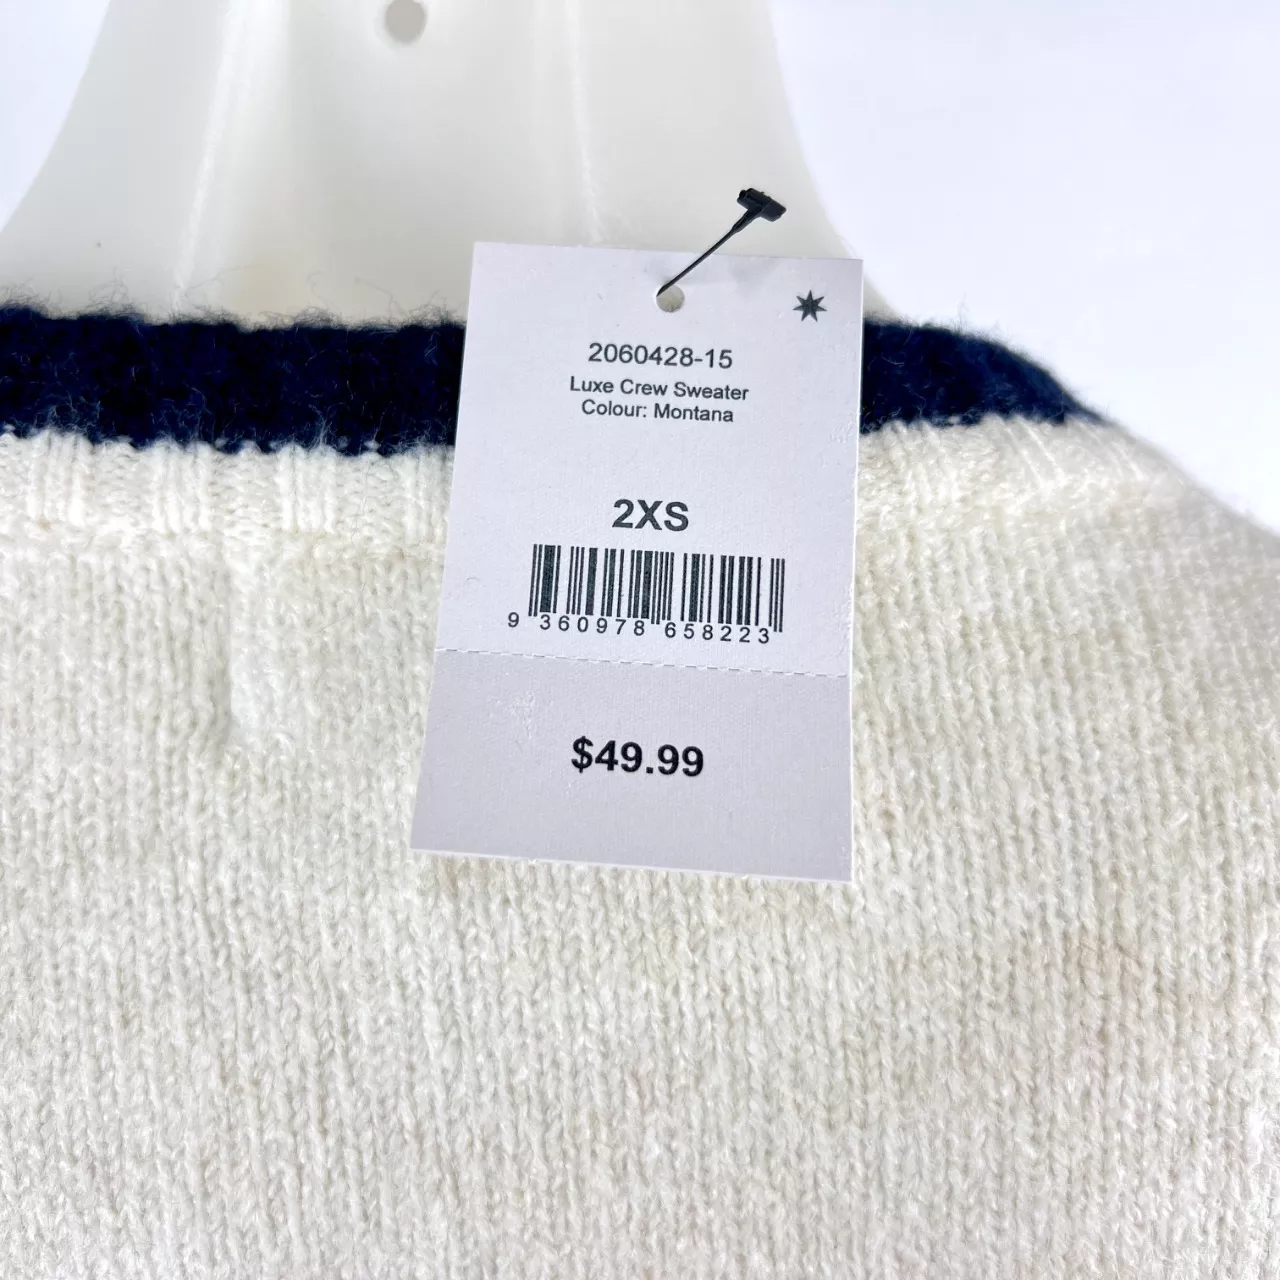 2060428-15
Luxe Crew Sweater
Colour: Montana
2XS
9 360978 658223
$49.99